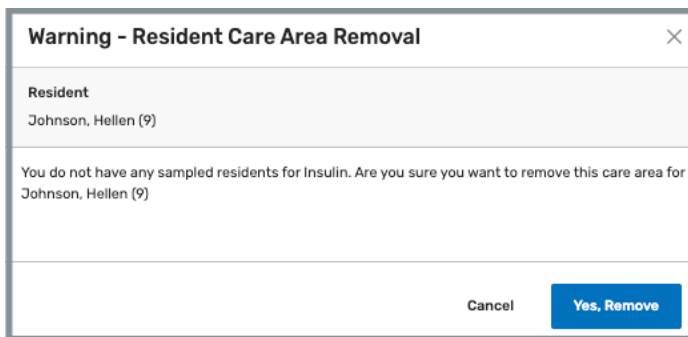 Warning - Resident Care Area Removal
Resident
Johnson, Hellen (9)
You do not have any sampled residents for Insulin. Are you sure you want to remove this care area for
Johnson, Hellen (9)
Cancel
Yes, Remove